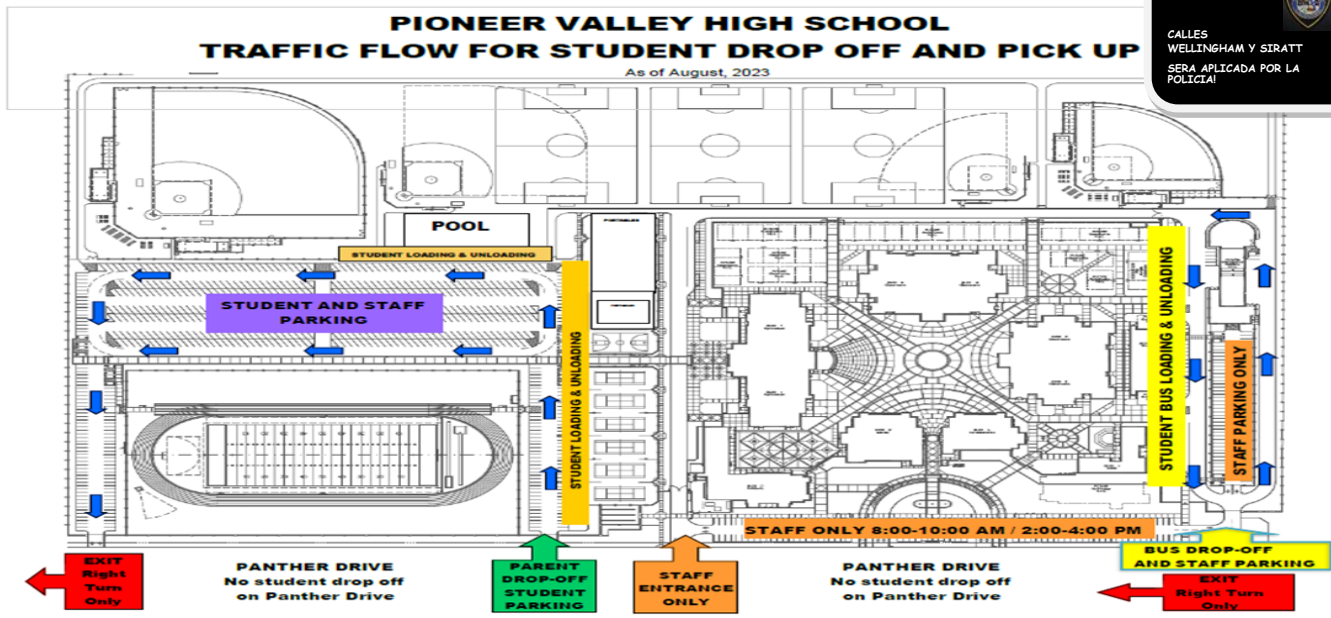 PIONEER VALLEY HIGH SCHOOL
TRAFFIC FLOW FOR STUDENT DROP OFF AND PICK UP
As of August, 2023
CALLES
WELLINGHAM Y SIRATT
SERA APLICADA POR LA
POLICIA!
POOL
STUDENT LOADING & UNLOADING
STUDENT AND STAFF
PARKING
STUDENT LOADING & UNLOADING
STUDENT BUS LOADING & UNLOADING
STAFF PARKING ONLY
STAFF ONLY 8:00-10:00 AM / 2:00-4:00 PM
EXIT
Right
Turn
Only
PANTHER DRIVE
No student drop off
on Panther Drive
PARENT
DROP-OFF
STUDENT
PARKING
STAFF
ENTRANCE
ONLY
PANTHER DRIVE
No student drop off
on Panther Drive
BUS DROP-OFF
AND STAFF PARKING
EXIT
Right Turn
Only